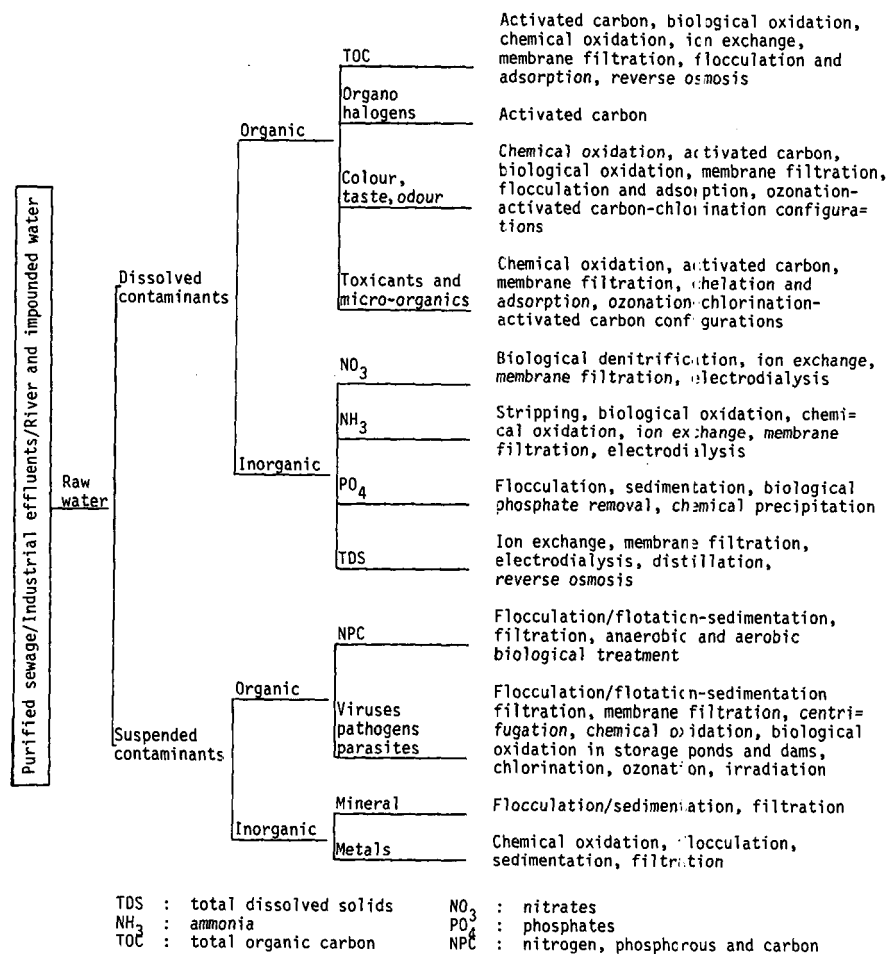 Purified sewage/Industrial effluents/River and impounded water
Raw
water
Dissolved
contaminants
Organic
TOC
Activated carbon, biological oxidation,
chemical oxidation, ion exchange,
membrane filtration, flocculation and
adsorption, reverse osmosis
Organo
halogens
Activated carbon
Colour,
taste, odour
Chemical oxidation, activated carbon,
biological oxidation, membrane filtration,
flocculation and adsorption, ozonation-
activated carbon-chlorination configura=
tions
Toxicants and
micro-organics
Chemical oxidation, activated carbon,
membrane filtration, chelation and
adsorption, ozonation-chlorination-
activated carbon configurations
Inorganic
NO3
Biological denitrification, ion exchange,
membrane filtration, electrodialysis
NH3
Stripping, biological oxidation, chemi=
cal oxidation, ion exchange, membrane
filtration, electrodialysis
PO4
Flocculation, sedimentation, biological
phosphate removal, chemical precipitation
TDS
Ion exchange, membrane filtration,
electrodialysis, distillation,
reverse osmosis
Suspended
contaminants
Organic
NPC
Flocculation/flotation-sedimentation,
filtration, anaerobic and aerobic
biological treatment
Viruses
pathogens
parasites
Flocculation/flotation-sedimentation
filtration, membrane filtration, centri=
fugation, chemical oxidation, biological
oxidation in storage ponds and dams,
chlorination, ozonation, irradiation
Inorganic
Mineral
Flocculation/sedimentation, filtration
Metals
Chemical oxidation, flocculation,
sedimentation, filtration
TDS : total dissolved solids
NH3 : ammonia
TOC : total organic carbon
NO3 : nitrates
PO4 : phosphates
NPC : nitrogen, phosphorous and carbon